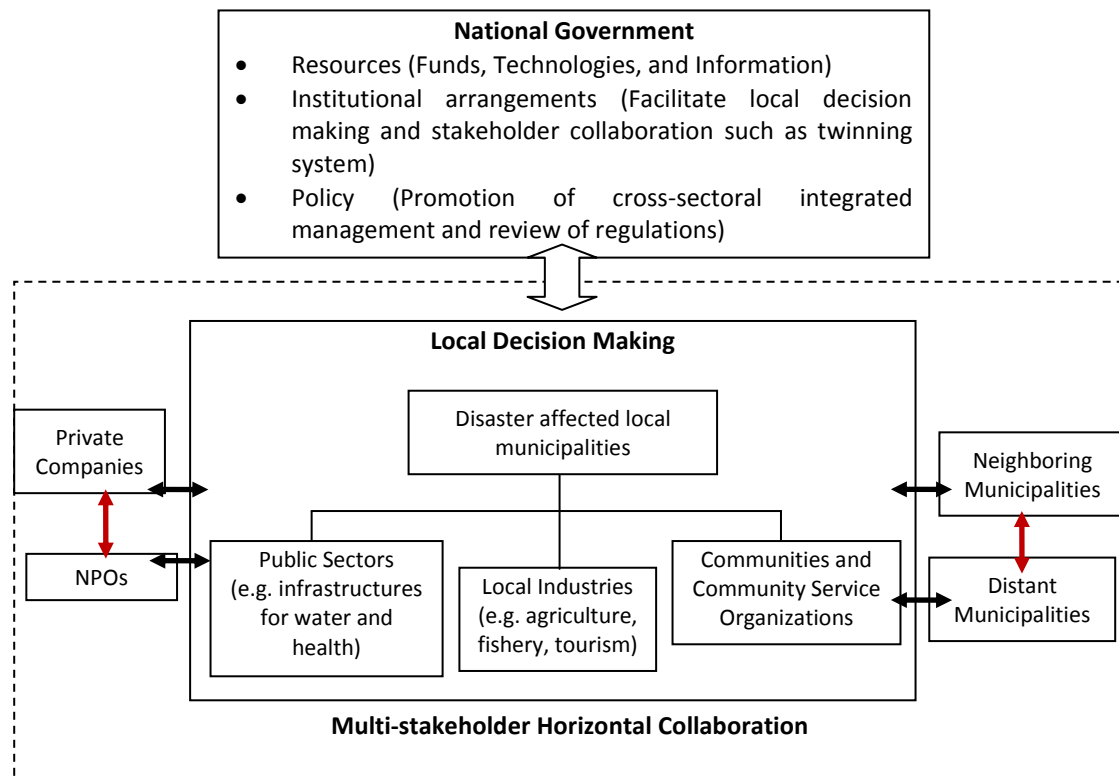 National Government
• Resources (Funds, Technologies, and Information)
• Institutional arrangements (Facilitate local decision
making and stakeholder collaboration such as twinning
system)
• Policy (Promotion of cross-sectoral integrated
management and review of regulations)
Local Decision Making
Disaster affected local
municipalities
Private
Companies
NPOs
Public Sectors
(e.g. infrastructures
for water and
health)
Local Industries
(e.g. agriculture,
fishery, tourism)
Communities and
Community Service
Organizations
Neighboring
Municipalities
Distant
Municipalities
Multi-stakeholder Horizontal Collaboration